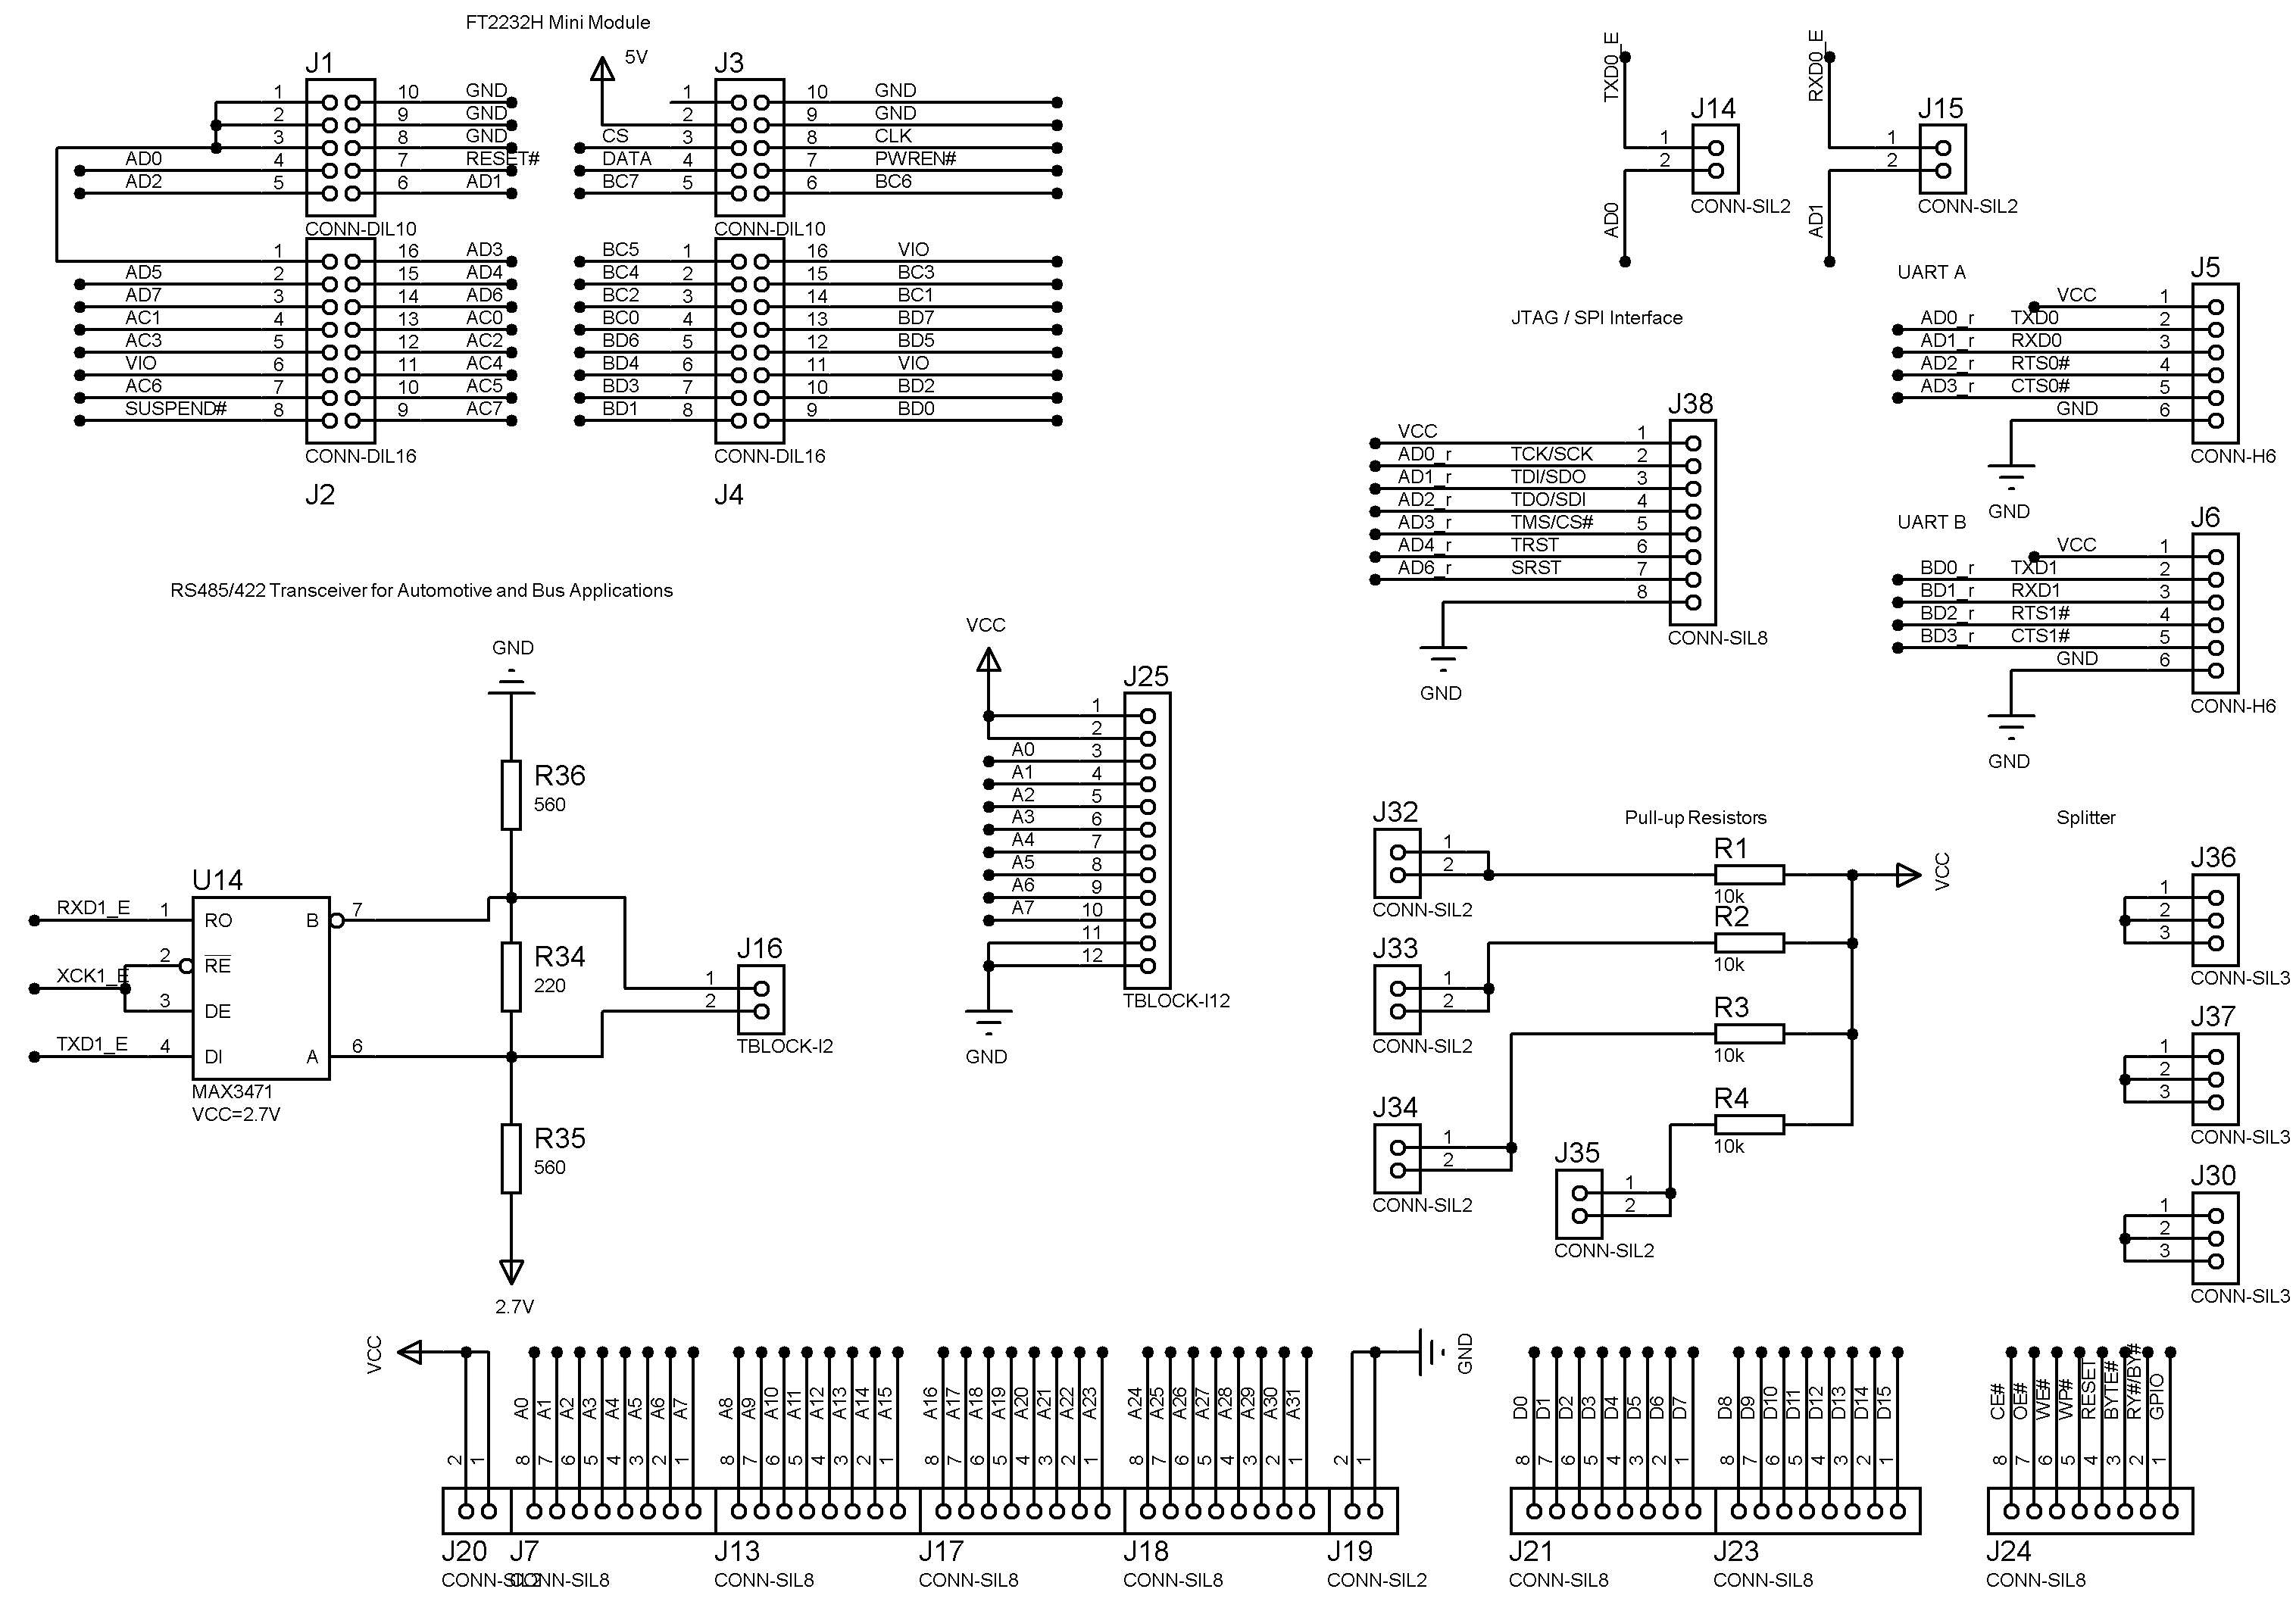 FT2232H Mini Module
J1
1 10 GND
2 9 GND
3 8 GND
AD0 4 7 RESET#
AD2 5 6 AD1
CONN-DIL10
1 16 AD3
AD5 2 15 AD4
AD7 3 14 AD6
AC1 4 13 AC0
AC3 5 12 AC2
VIO 6 11 AC4
AC6 7 10 AC5
SUSPEND# 8 9 AC7
CONN-DIL16
J2
5V
J3
1 10 GND
2 9 GND
CS 3 8 CLK
DATA 4 7 PWREN#
BC7 5 6 BC6
CONN-DIL10
BC5 1 16 VIO
BC4 2 15 BC3
BC2 3 14 BC1
BC0 4 13 BD7
BD6 5 12 BD5
BD4 6 11 VIO
BD3 7 10 BD2
BD1 8 9 BD0
CONN-DIL16
J4
TXD0_E
J14
1
2
CONN-SIL2
AD0
RXD0_E
J15
1
2
CONN-SIL2
AD1
UART A
J5
VCC 1
AD0_r TXD0 2
AD1_r RXD0 3
AD2_r RTS0# 4
AD3_r CTS0# 5
GND 6
CONN-H6
GND
JTAG / SPI Interface
J38
VCC 1
AD0_r TCK/SCK 2
AD1_r TDI/SDO 3
AD2_r TDO/SDI 4
AD3_r TMS/CS# 5
AD4_r TRST 6
AD6_r SRST 7
8
CONN-SIL8
GND
UART B
J6
VCC 1
BD0_r TXD1 2
BD1_r RXD1 3
BD2_r RTS1# 4
BD3_r CTS1# 5
GND 6
CONN-H6
GND
RS485/422 Transceiver for Automotive and Bus Applications
GND
R36
560
U14
RXD1_E 1 RO B 7
2 RE
XCK1_E
3 DE
TXD1_E 4 DI A 6
MAX3471
VCC=2.7V
R34
220
J16
1
2
TBLOCK-I2
R35
560
2.7V
VCC
J25
1
2
A0 3
A1 4
A2 5
A3 6
A4 7
A5 8
A6 9
A7 10
11
12
TBLOCK-I12
GND
Pull-up Resistors
J32
1
2
CONN-SIL2
R1
10k
VCC
R2
10k
J33
1
2
CONN-SIL2
R3
10k
J34
1
2
CONN-SIL2
R4
10k
J35
1
2
CONN-SIL2
Splitter
J36
1
2
3
CONN-SIL3
J37
1
2
3
CONN-SIL3
J30
1
2
3
CONN-SIL3
VCC
2 1
J20
CONN-SIL2
A0 A1 A2 A3 A4 A5 A6 A7
8 7 6 5 4 3 2 1
J7
CONN-SIL8
A8 A9 A10 A11 A12 A13 A14 A15
8 7 6 5 4 3 2 1
J13
CONN-SIL8
A16 A17 A18 A19 A20 A21 A22 A23
8 7 6 5 4 3 2 1
J17
CONN-SIL8
A24 A25 A26 A27 A28 A29 A30 A31
8 7 6 5 4 3 2 1
J18
CONN-SIL8
GND
2 1
J19
CONN-SIL2
D0 D1 D2 D3 D4 D5 D6 D7
8 7 6 5 4 3 2 1
J21
CONN-SIL8
D8 D9 D10 D11 D12 D13 D14 D15
8 7 6 5 4 3 2 1
J23
CONN-SIL8
CE# OE# WE# WP# RESET BYTE# RY#/BY# GPIO
8 7 6 5 4 3 2 1
J24
CONN-SIL8